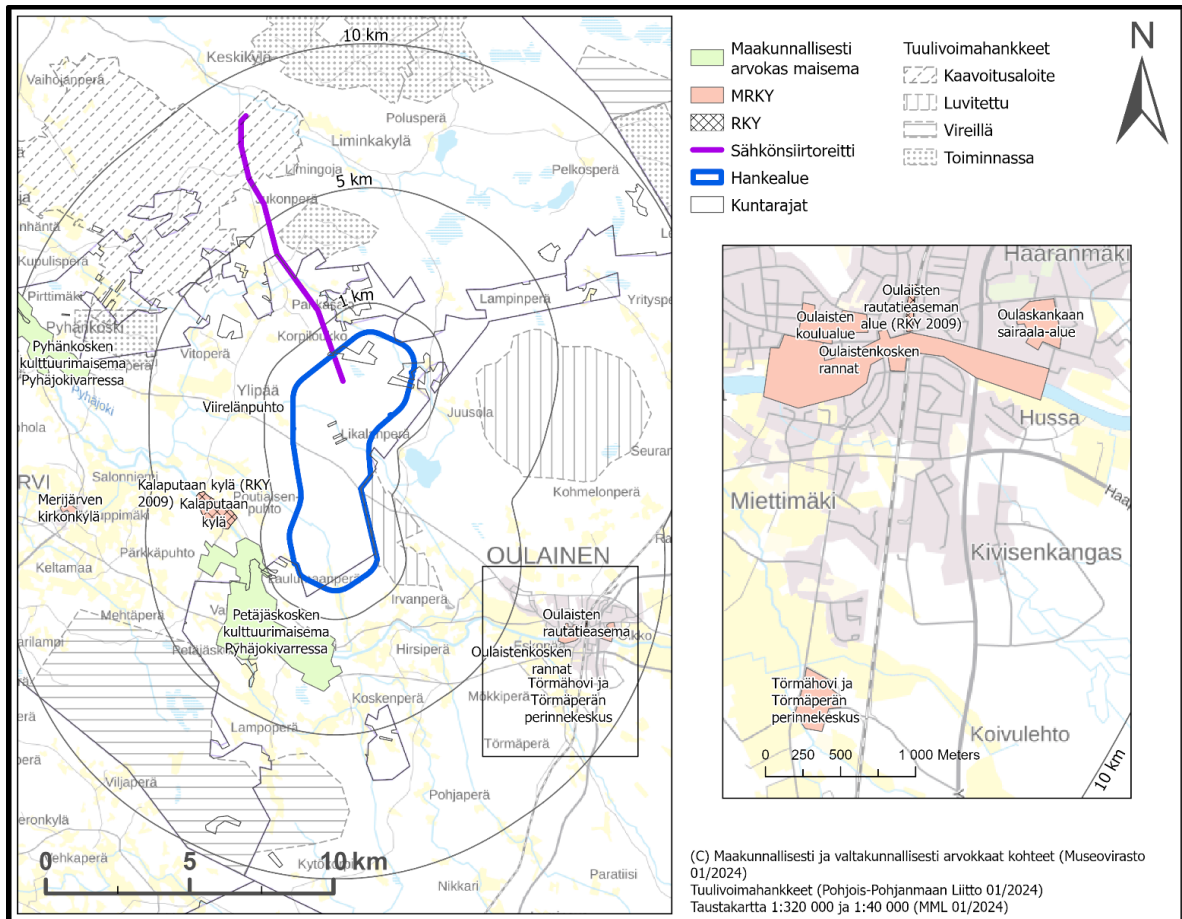 10 km
Keskikylä
Vaihojanperä
Polusperä
Liminkakylä
Pelkosperä
Limingoja
5 km
Jukonperä
Kupulisperä
Pirttimäki
Pyhänkoski
Pyhänkosken
kulttuurimaisema
Pyhäjokivarressa
Pyhäjoki
Vitoperä
1 km
Korpiloukko
Lampinperä
Ylipää
Viirelänpuhto
Juusola
Likalanperä
Kohmelonperä
Salonniemi
Kalaputaan kylä (RKY
2009)
Kalaputaan
kylä
Merijärven
kirkonkylä
Pärkkäpuhto
Keltamaa
OULAINEN
Irvanperä
Mehtäperä
Petäjäskosken
kulttuurimaisema
Pyhäjokivarressa
Hirsiperä
Oulaisten
rautatieasema
Oulaistenkosken
rannat
Törmähovi ja
Törmäperän
perinnekeskus
Mökkiperä
Koskenperä
Törmäperä
Lampoperä
Viljaperä
Pohjaperä
Nikkari
Paratiisi
0 5 10 km
Maakunnallisesti
arvokas maisema
MRKY
RKY
Sähkönsiirtoreitti
Hankealue
Kuntarajat
Tuulivoimahankkeet
Kaavoitusaloite
Luvitettu
Vireillä
Toiminnassa
N
Haaranmäki
Oulaisten
rautatieaseman
alue (RKY 2009)
Oulaisten
koulualue
Oulaskankaan
sairaala-alue
Oulaistenkosken
rannat
Hussa
Miettimäki
Kivisenkangas
Törmähovi ja
Törmäperän
perinnekeskus
Koivulehto
0 250 500 1 000 Meters
10 km
(C) Maakunnallisesti ja valtakunnallisesti arvokkaat kohteet (Museovirasto
01/2024)
Tuulivoimahankkeet (Pohjois-Pohjanmaan Liitto 01/2024)
Taustakartta 1:320 000 ja 1:40 000 (MML 01/2024)